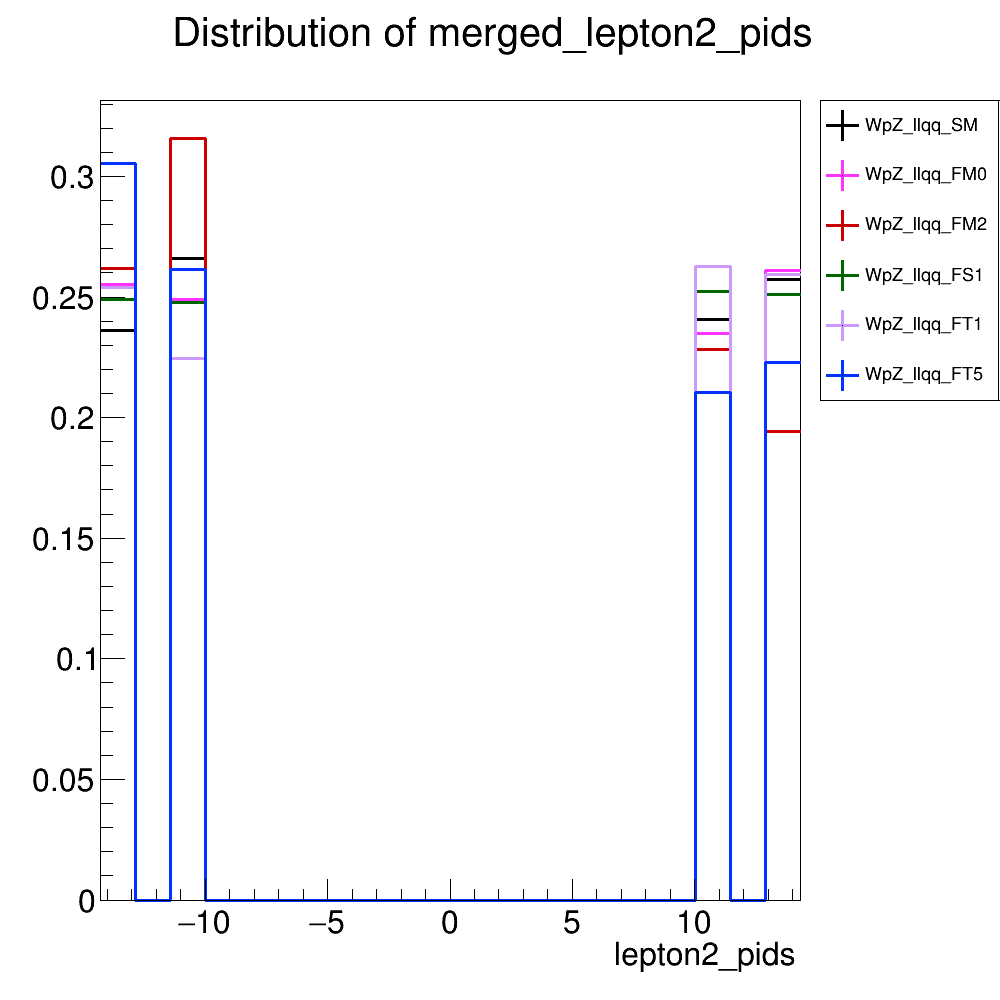 Distribution of merged_lepton2_pids
0.3
0.25
0.2
0.15
0.1
0.05
0
−10
−5
0
5
10
lepton2_pids
WpZ_llqq_SM
WpZ_llqq_FM0
WpZ_llqq_FM2
WpZ_llqq_FS1
WpZ_llqq_FT1
WpZ_llqq_FT5